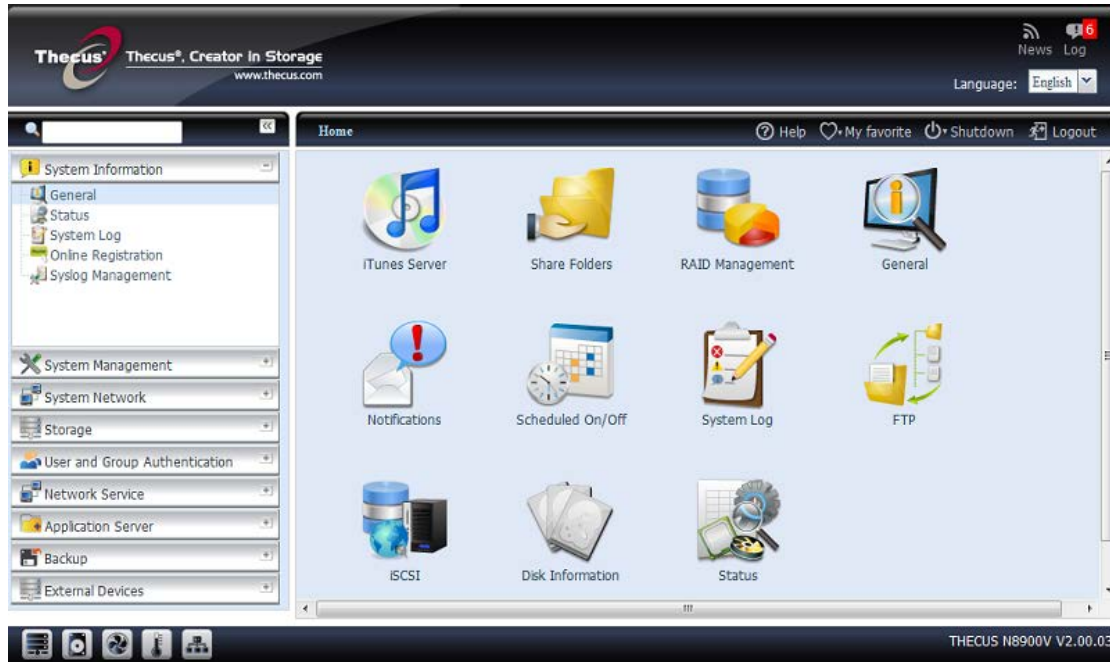 Thecus® Thecus®, Creator in Storage
www.thecus.com
News Log 6
Language: English
Home Help My favorite Shutdown Logout
System Information
General
Status
System Log
Online Registration
Syslog Management
System Management
System Network
Storage
User and Group Authentication
Network Service
Application Server
Backup
External Devices
iTunes Server Share Folders RAID Management General
Notifications Scheduled On/Off System Log FTP
iSCSI Disk Information Status
THECUS N8900V V2.00.03